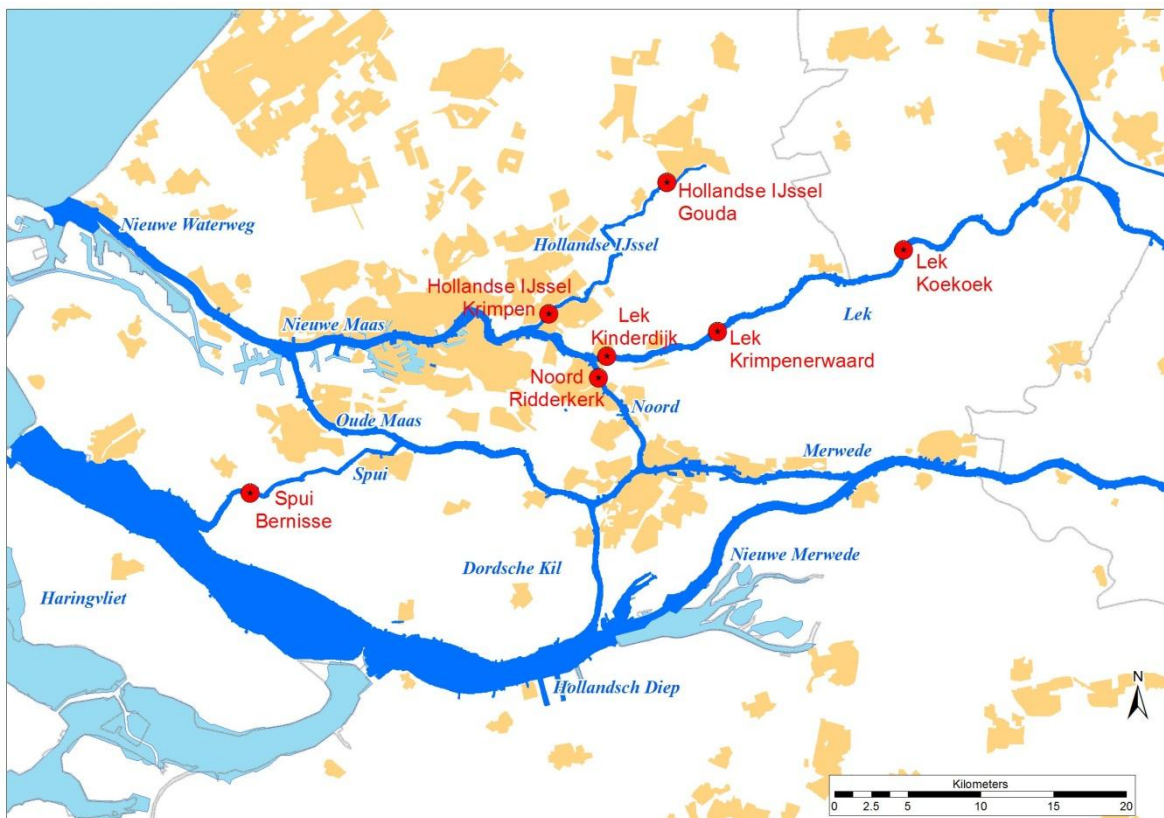 Nieuwe Waterweg
Hollandse IJssel
Gouda
Hollandse IJssel
Lek
Koekoek
Hollandse IJssel
Krimpen
Nieuwe Maas
Lek
Kinderdijk
Lek
Lek
Krimpenerwaard
Noord
Ridderkerk
Noord
Oude Maas
Spui
Merwede
Spui
Bernisse
Nieuwe Merwede
Dordsche Kil
Haringvliet
Hollandsch Diep
N
Kilometers
0 2.5 5 10 15 20